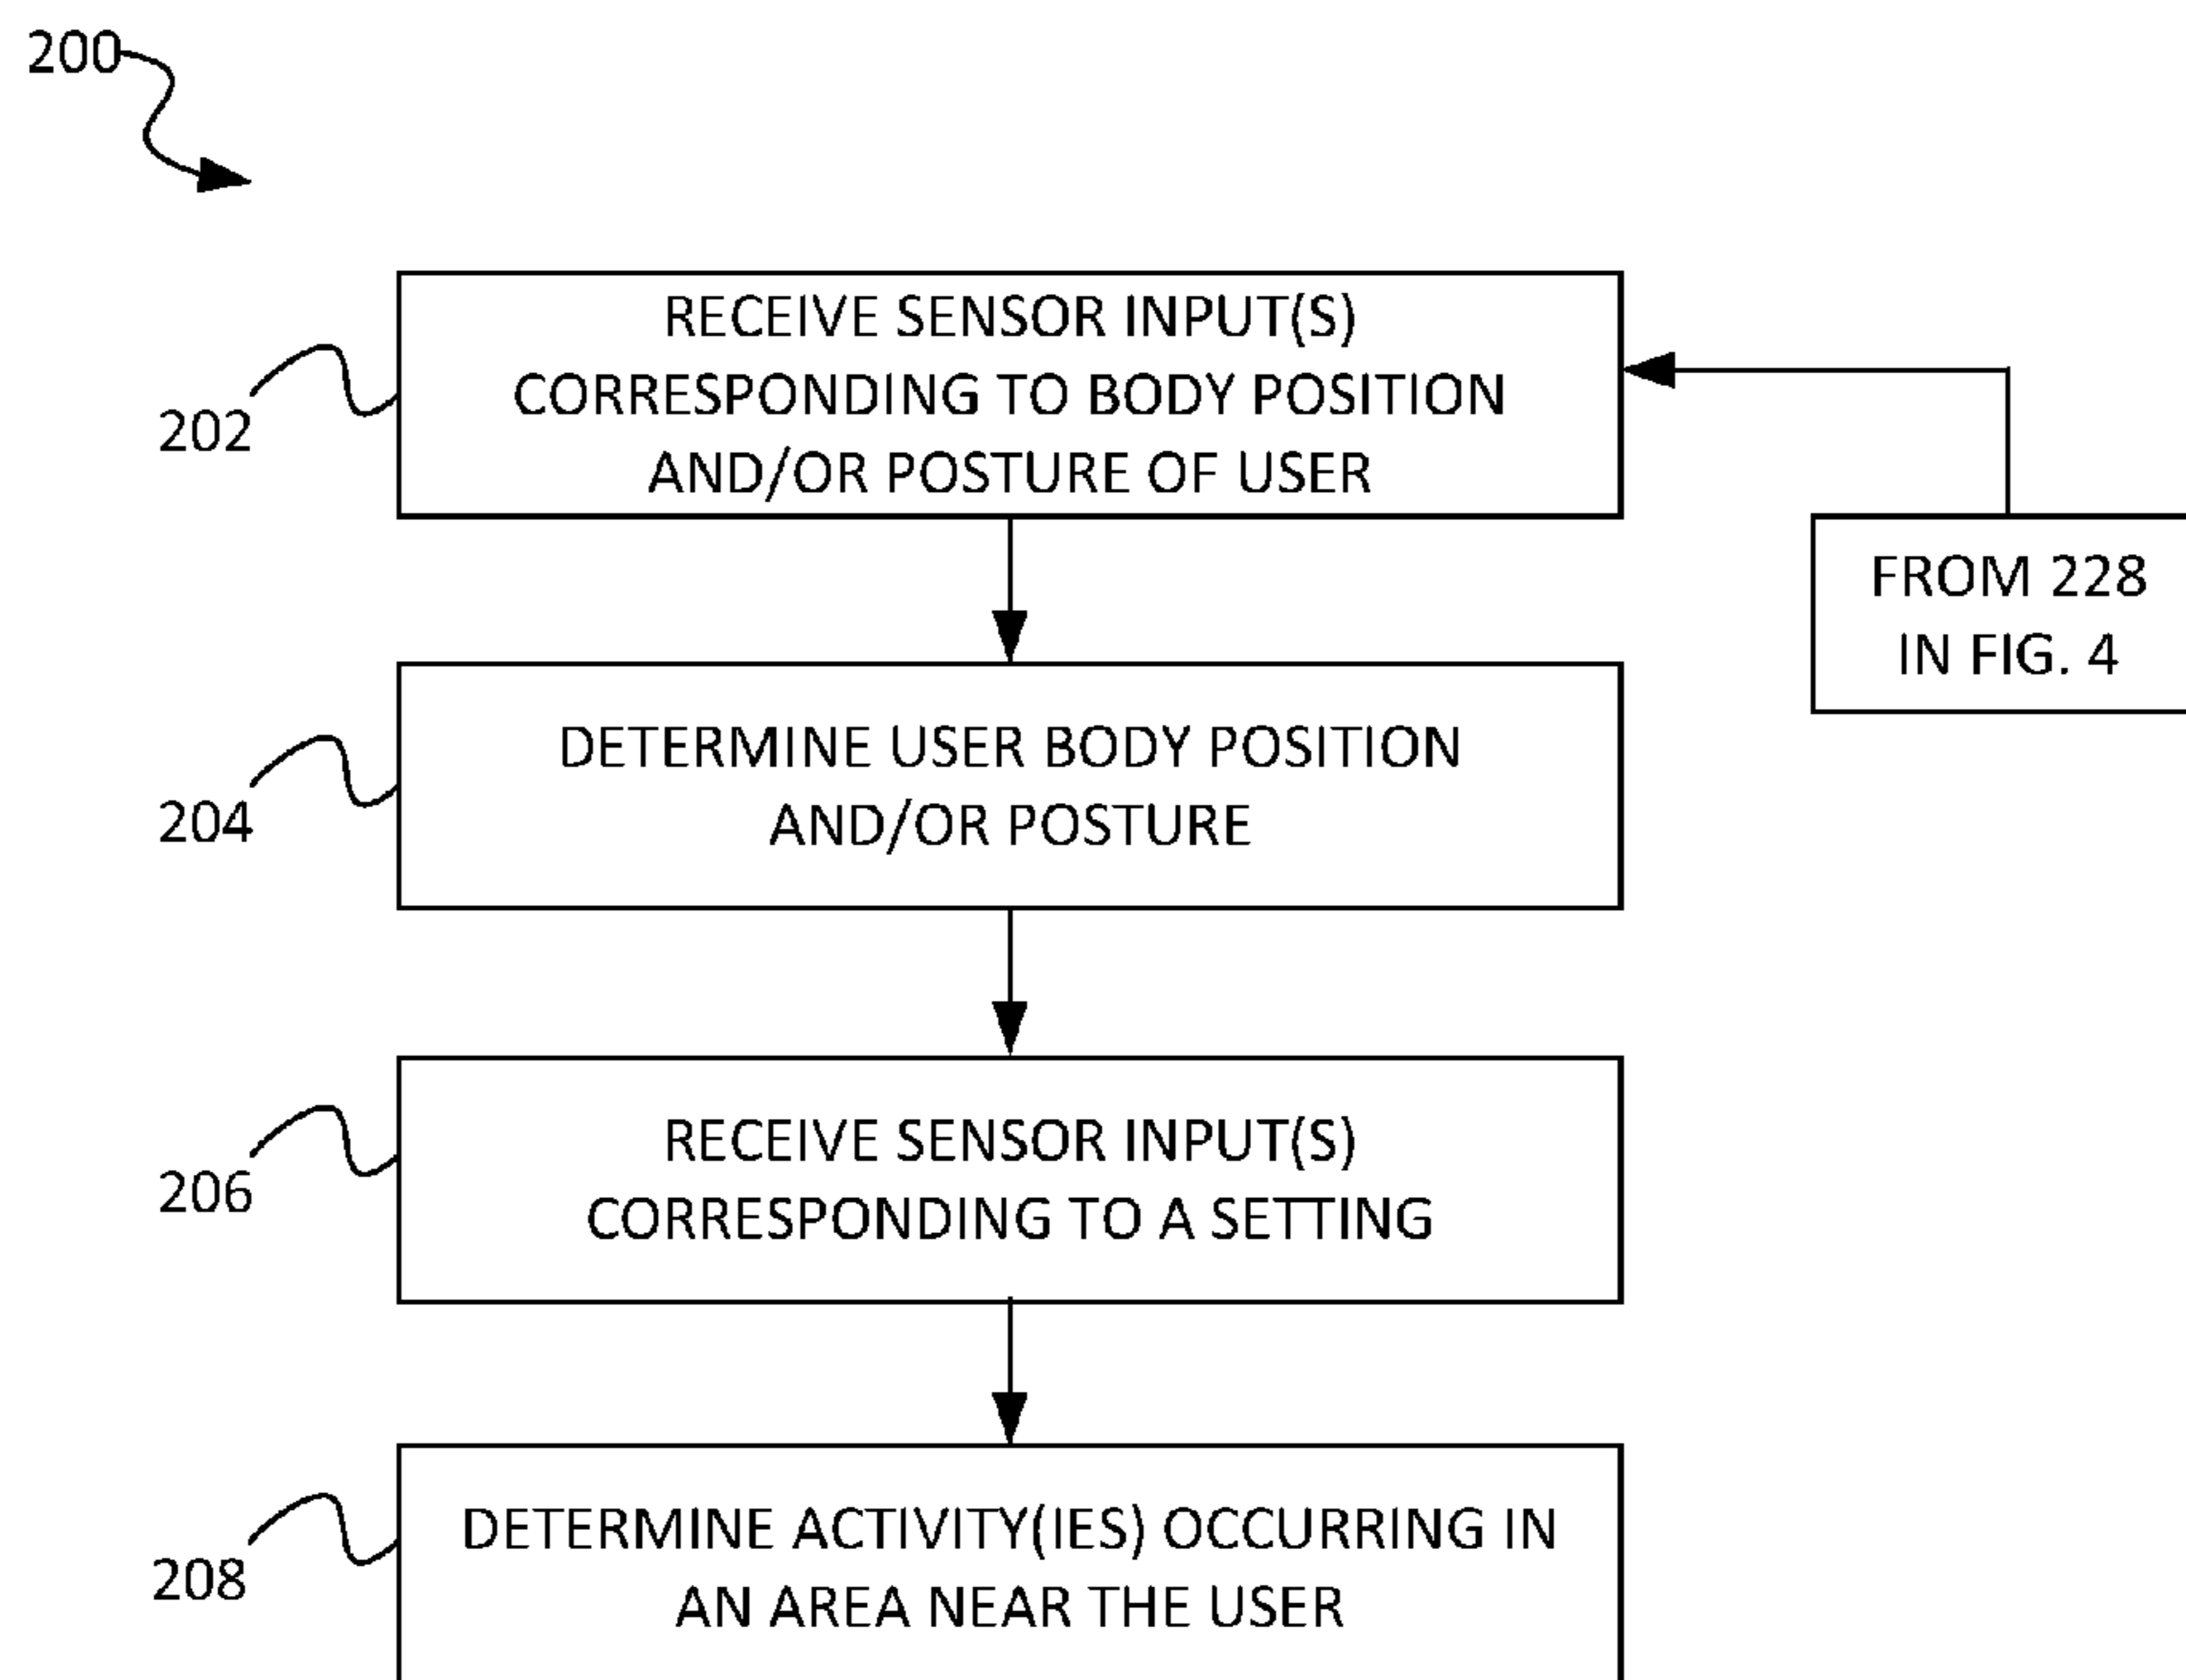 200
RECEIVE SENSOR INPUT(S)
CORRESPONDING TO BODY POSITION
AND/OR POSTURE OF USER
202
FROM 228
IN FIG. 4
DETERMINE USER BODY POSITION
AND/OR POSTURE
204
RECEIVE SENSOR INPUT(S)
CORRESPONDING TO A SETTING
206
DETERMINE ACTIVITY(IES) OCCURRING IN
AN AREA NEAR THE USER
208